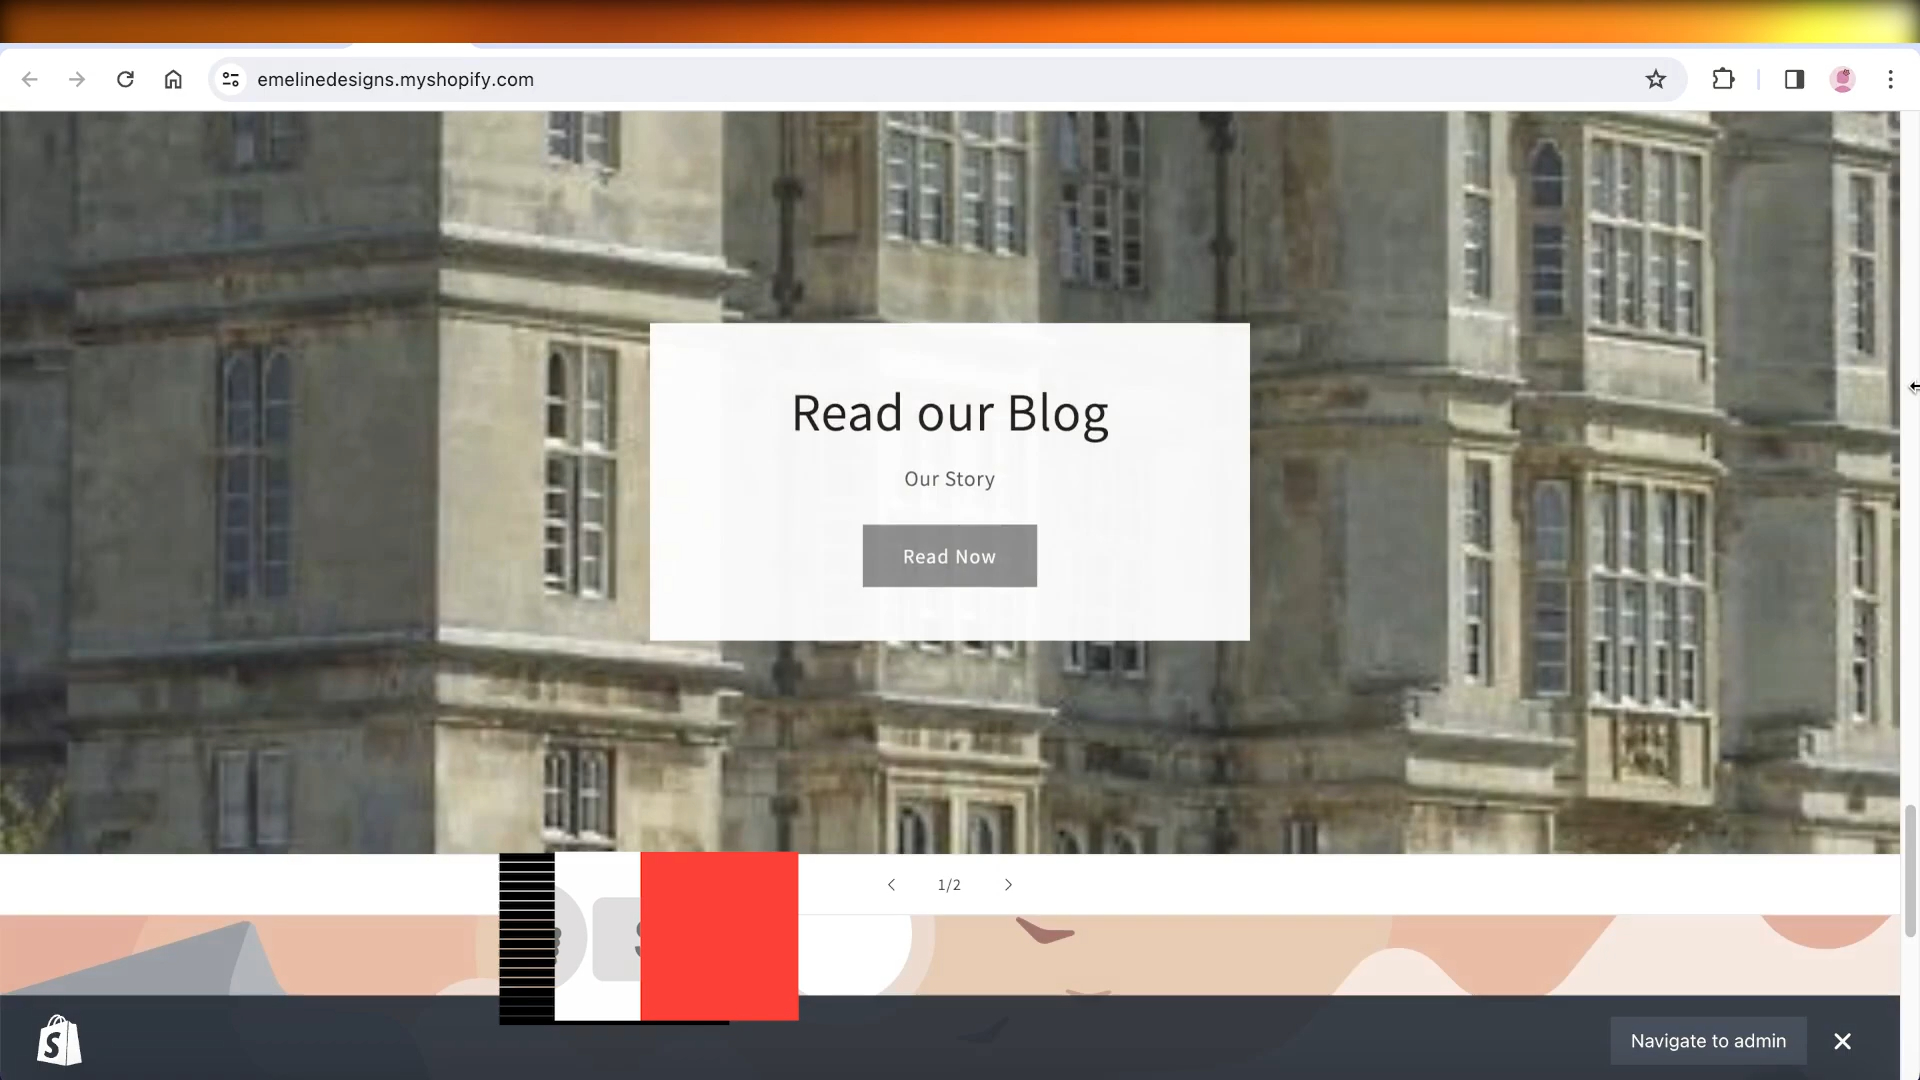 emelinedesigns.myshopify.com
Read our Blog
Our Story
Read Now
1/2
Navigate to admin